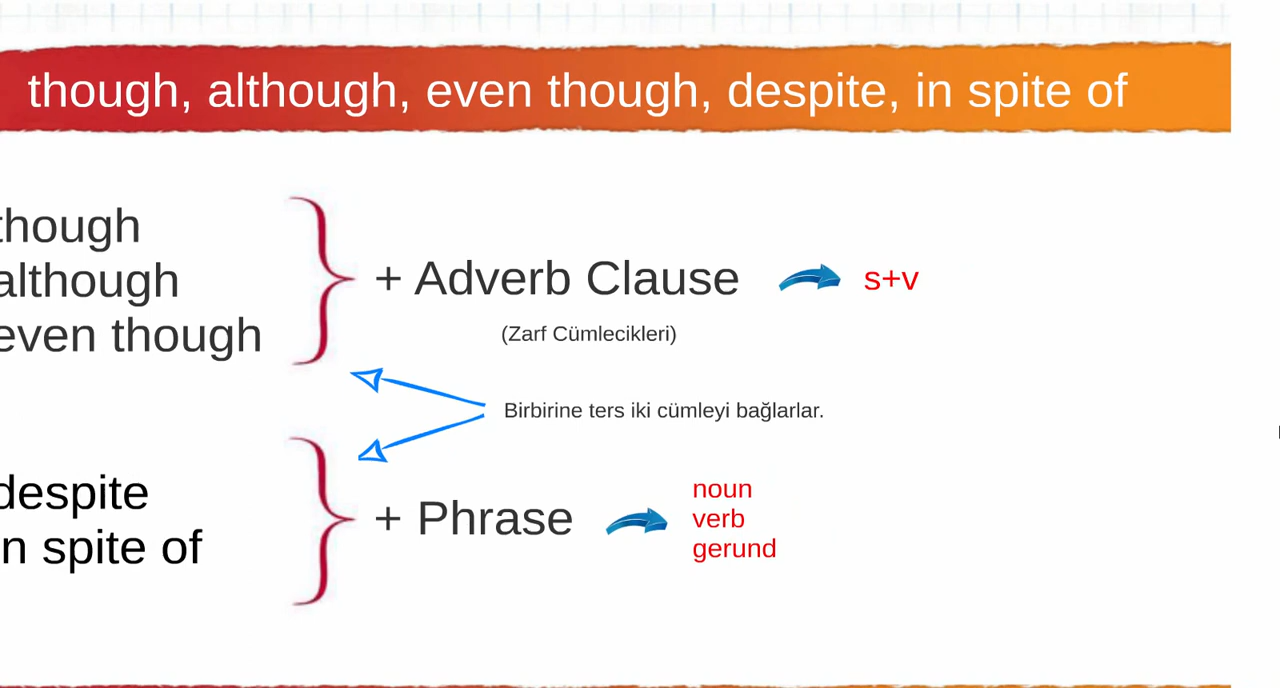 though, although, even though, despite, in spite of
though
although
even though
+ Adverb Clause
s+v
(Zarf Cümlecikleri)
Birbirine ters iki cümleyi bağlarlar.
despite
n spite of
+ Phrase
noun
verb
gerund